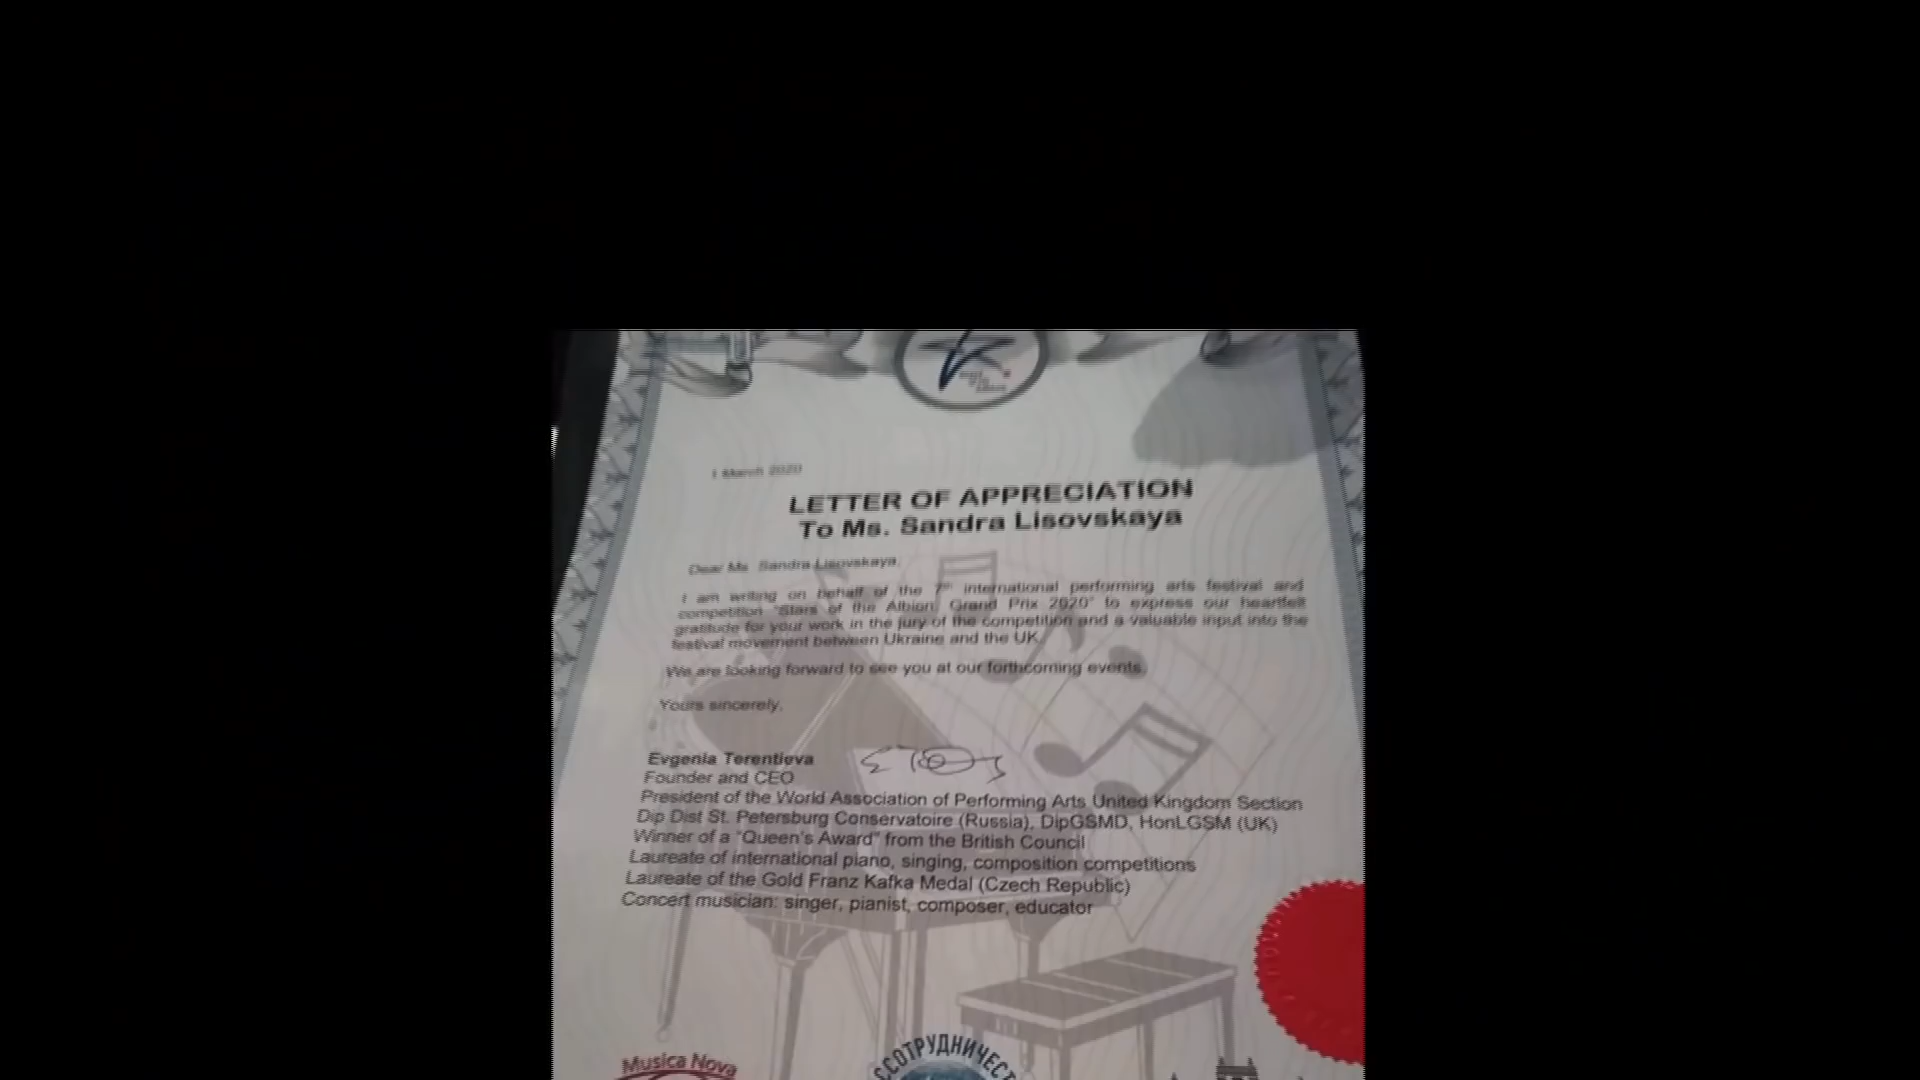 1 March 2020
LETTER OF APPRECIATION
To Ms. Sandra Lisovskaya
Dear Ms. Sandra Lisovskaya,
I am writing on behalf of the 7th international performing arts festival and
competition "Stars of the Albion Grand Prix 2020" to express our heartfelt
gratitude for your work in the jury of the competition and a valuable input into the
festival movement between Ukraine and the UK.
We are looking forward to see you at our forthcoming events.
Yours sincerely,
Evgenia Terentieva
Founder and CEO
President of the World Association of Performing Arts United Kingdom Section
Dip Dist St. Petersburg Conservatoire (Russia), DipGSMD, HonLGSM (UK)
Winner of a "Queen's Award" from the British Council
Laureate of international piano, singing, composition competitions
Laureate of the Gold Franz Kafka Medal (Czech Republic)
Concert musician: singer, pianist, composer, educator
Musica Nova
ССОТРУДНИЧЕСТ